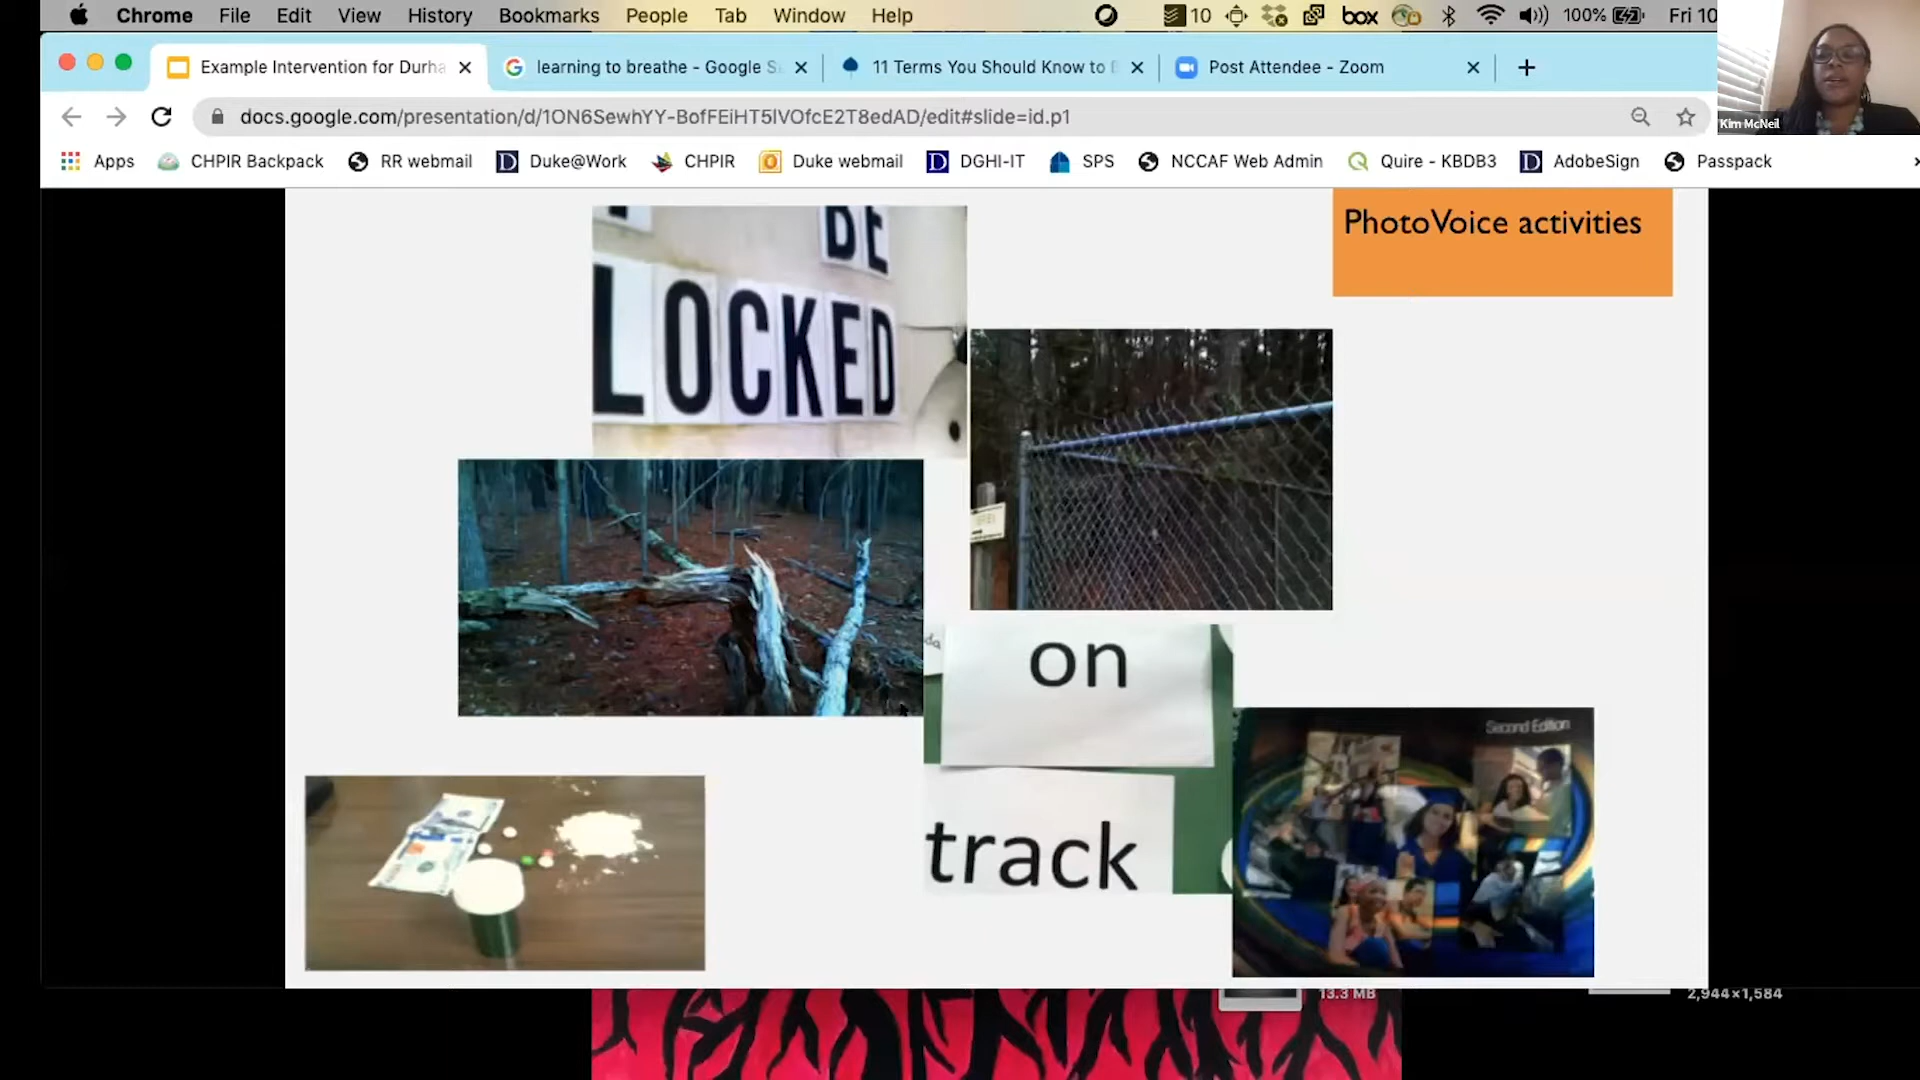 Chrome File Edit View History Bookmarks People Tab Window Help 10 box 100% Fri 10
Example Intervention for Durha
learning to breathe - Google S
11 Terms You Should Know to B
Post Attendee - Zoom
docs.google.com/presentation/d/1ON6SewhYY-BofFEiHT5lVOfcE2T8edAD/edit#slide=id.p1
Kim McNeil
Apps CHPIR Backpack RR webmail Duke@Work CHPIR Duke webmail DGHI-IT SPS NCCAF Web Admin Quire - KBDB3 AdobeSign Passpack
PhotoVoice activities
BE
LOCKED
on
track
Second Edition
13.3 MB
2,944×1,584